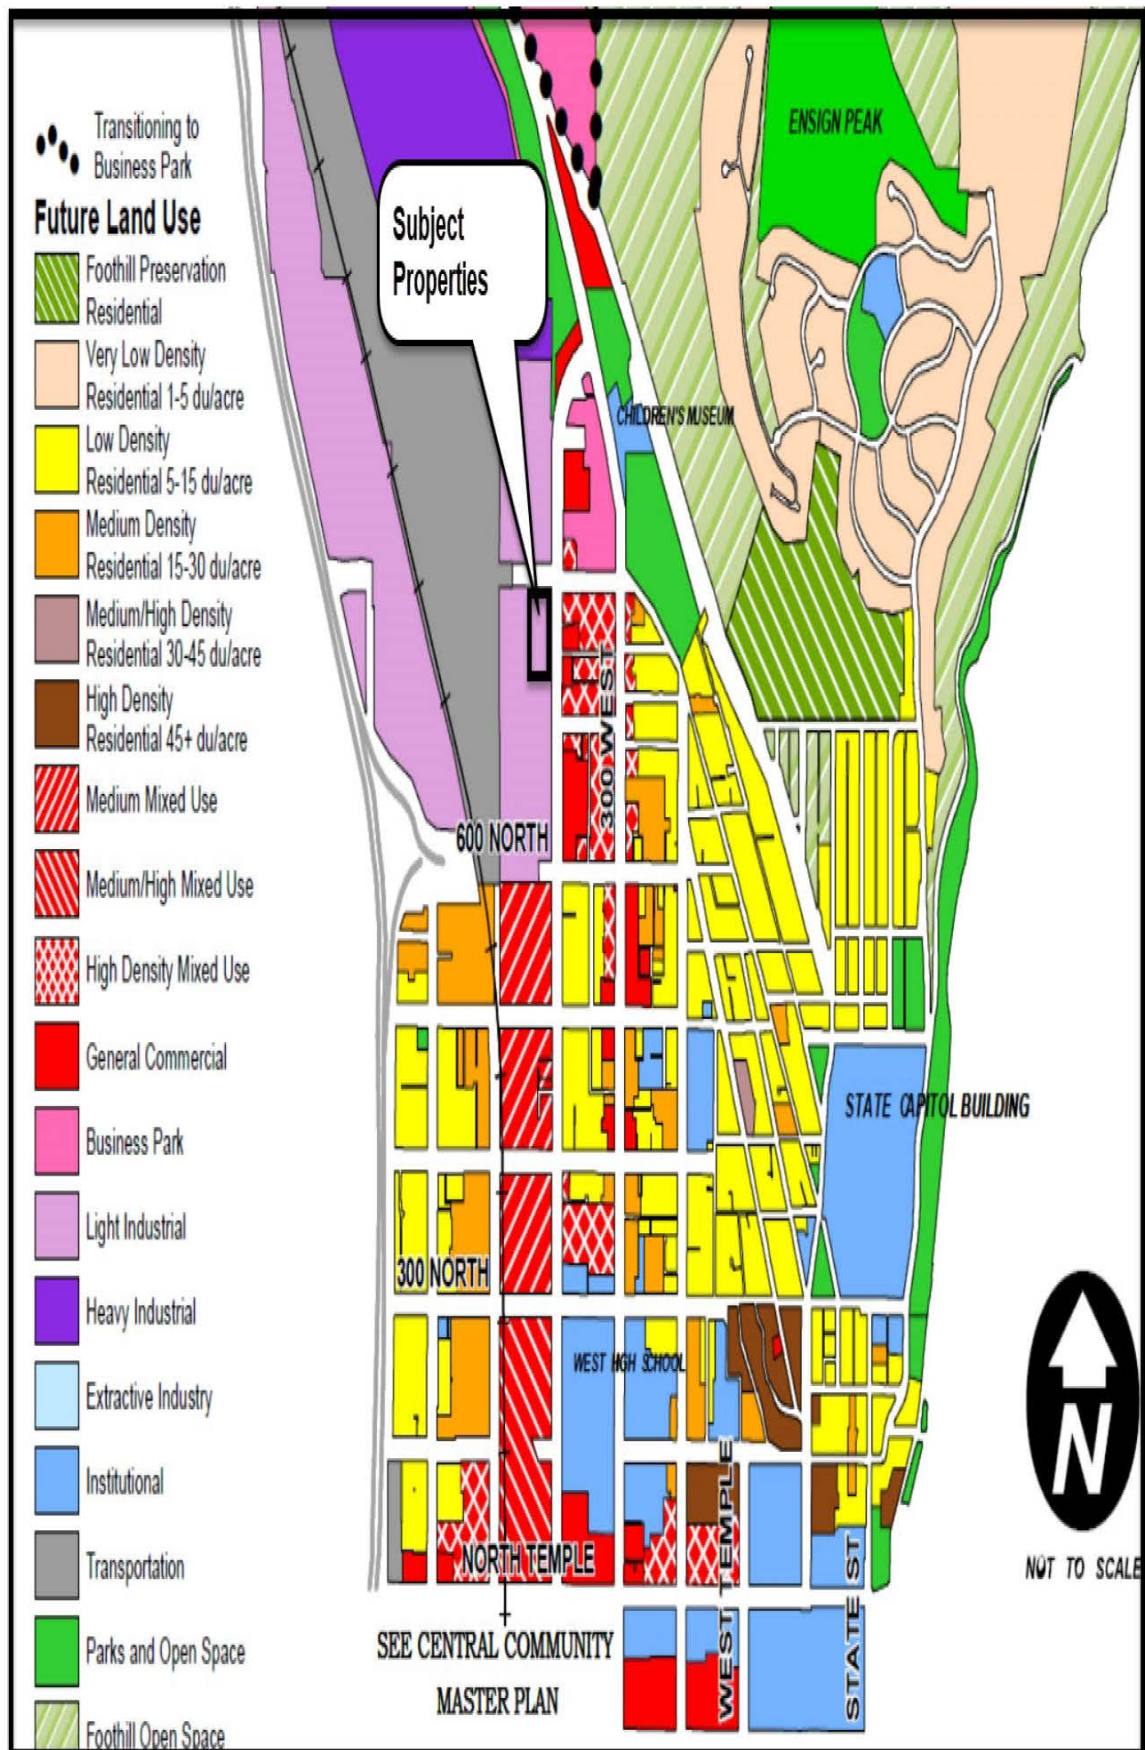 Transitioning to
Business Park
Future Land Use
Foothill Preservation
Residential
Very Low Density
Residential 1-5 du/acre
Low Density
Residential 5-15 du/acre
Medium Density
Residential 15-30 du/acre
Medium/High Density
Residential 30-45 du/acre
High Density
Residential 45+ du/acre
Medium Mixed Use
Medium/High Mixed Use
High Density Mixed Use
General Commercial
Business Park
Light Industrial
Heavy Industrial
Extractive Industry
Institutional
Transportation
Parks and Open Space
Foothill Open Space
Subject
Properties
ENSIGN PEAK
CHILDREN'S MUSEUM
300 WEST
600 NORTH
STATE CAPITOL BUILDING
300 NORTH
WEST HIGH SCHOOL
NORTH TEMPLE
WEST TEMPLE
STATE ST
SEE CENTRAL COMMUNITY
MASTER PLAN
N
NOT TO SCALE